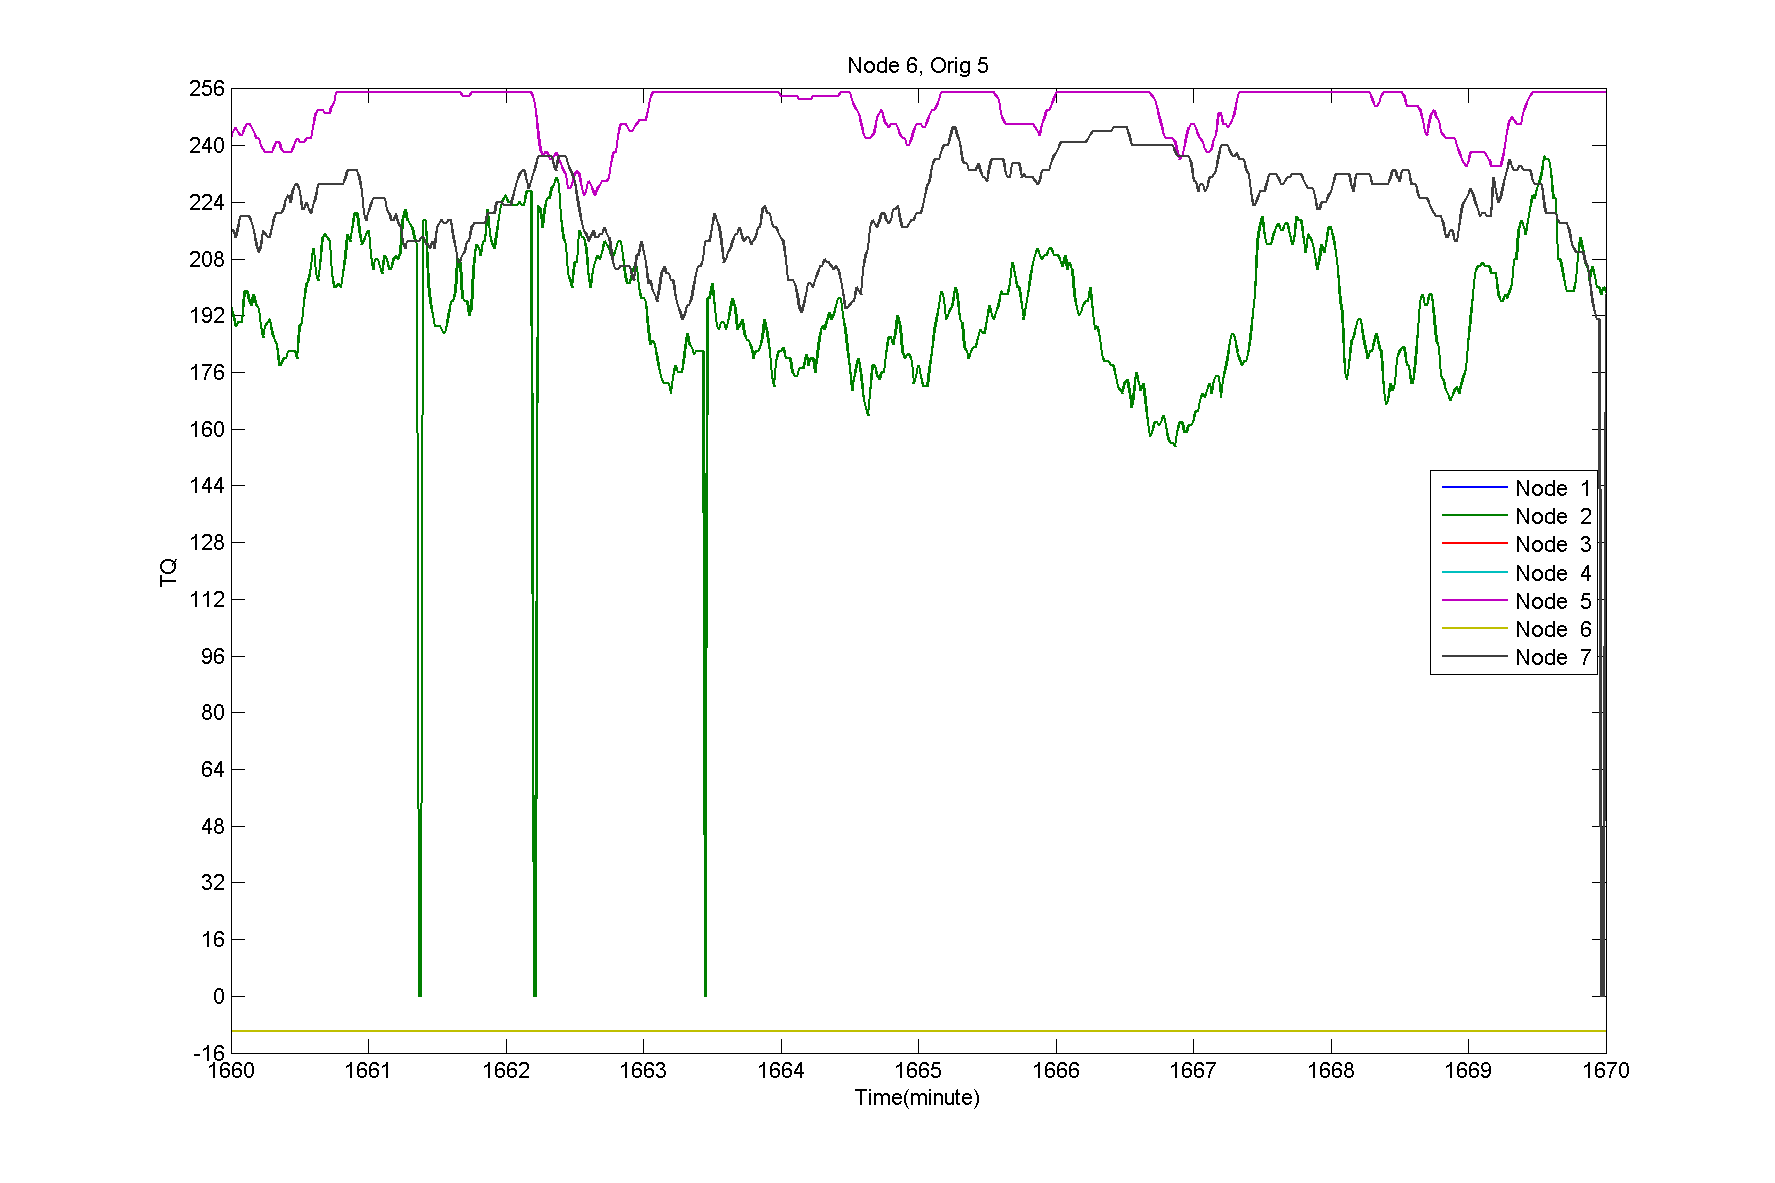 Node 6, Orig 5
256
240
224
208
192
176
160
144
128
112
96
80
64
48
32
16
0
-16
TQ
Node 1
Node 2
Node 3
Node 4
Node 5
Node 6
Node 7
1660 1661 1662 1663 1664 1665 1666 1667 1668 1669 1670
Time(minute)